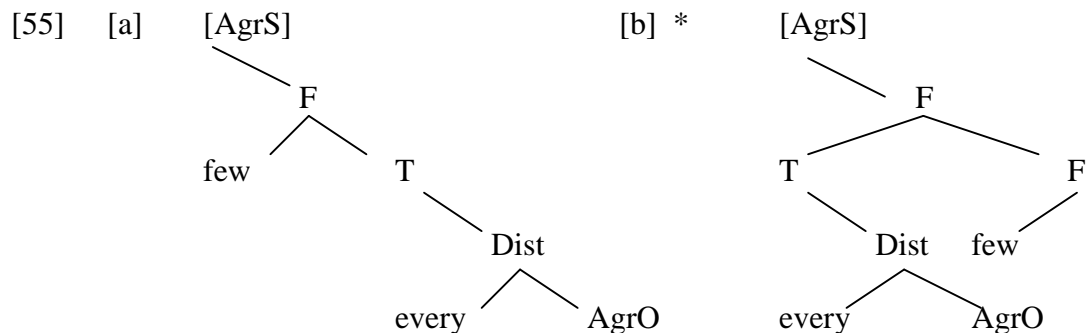 [55] [a] [AgrS] [b] * [AgrS]
F F
few T T F
Dist Dist few
every AgrO every AgrO